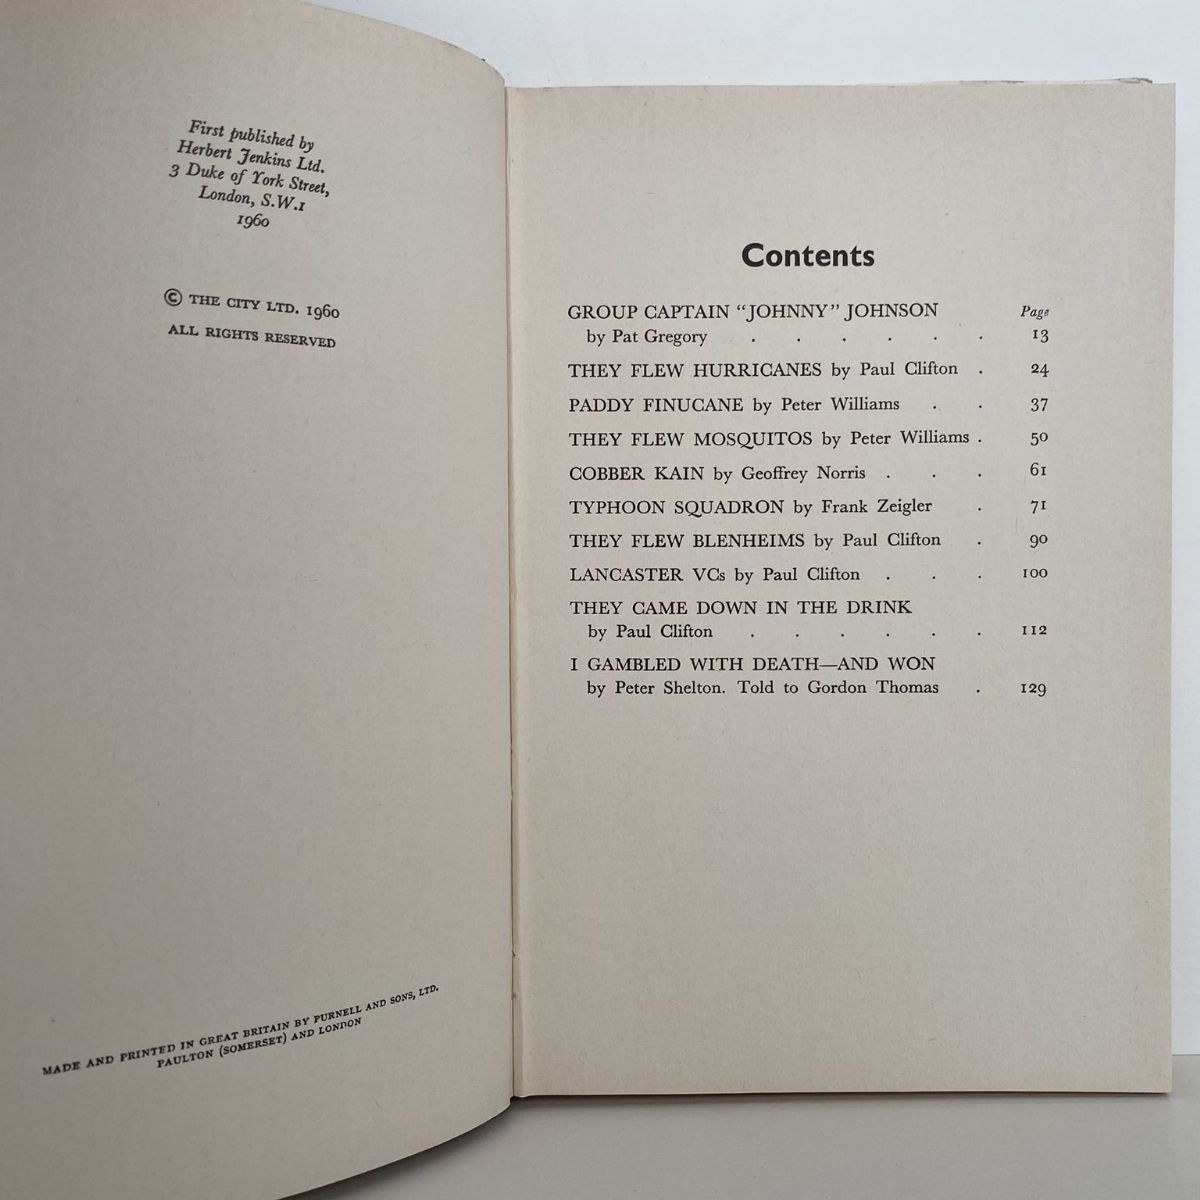 First published by
Herbert Jenkins Ltd.
3 Duke of York Street,
London, S.W.1
1960
© THE CITY LTD. 1960
ALL RIGHTS RESERVED
MADE AND PRINTED IN GREAT BRITAIN BY PURNELL AND SONS, LTD.
PAULTON (SOMERSET) AND LONDON
Contents
GROUP CAPTAIN “JOHNNY” JOHNSON Page
by Pat Gregory . . . . . . 13
THEY FLEW HURRICANES by Paul Clifton . 24
PADDY FINUCANE by Peter Williams . . 37
THEY FLEW MOSQUITOS by Peter Williams . 50
COBBER KAIN by Geoffrey Norris . . . 61
TYPHOON SQUADRON by Frank Zeigler . 71
THEY FLEW BLENHEIMS by Paul Clifton . 90
LANCASTER VCs by Paul Clifton . . . 100
THEY CAME DOWN IN THE DRINK
by Paul Clifton . . . . . . 112
I GAMBLED WITH DEATH—AND WON
by Peter Shelton. Told to Gordon Thomas . 129